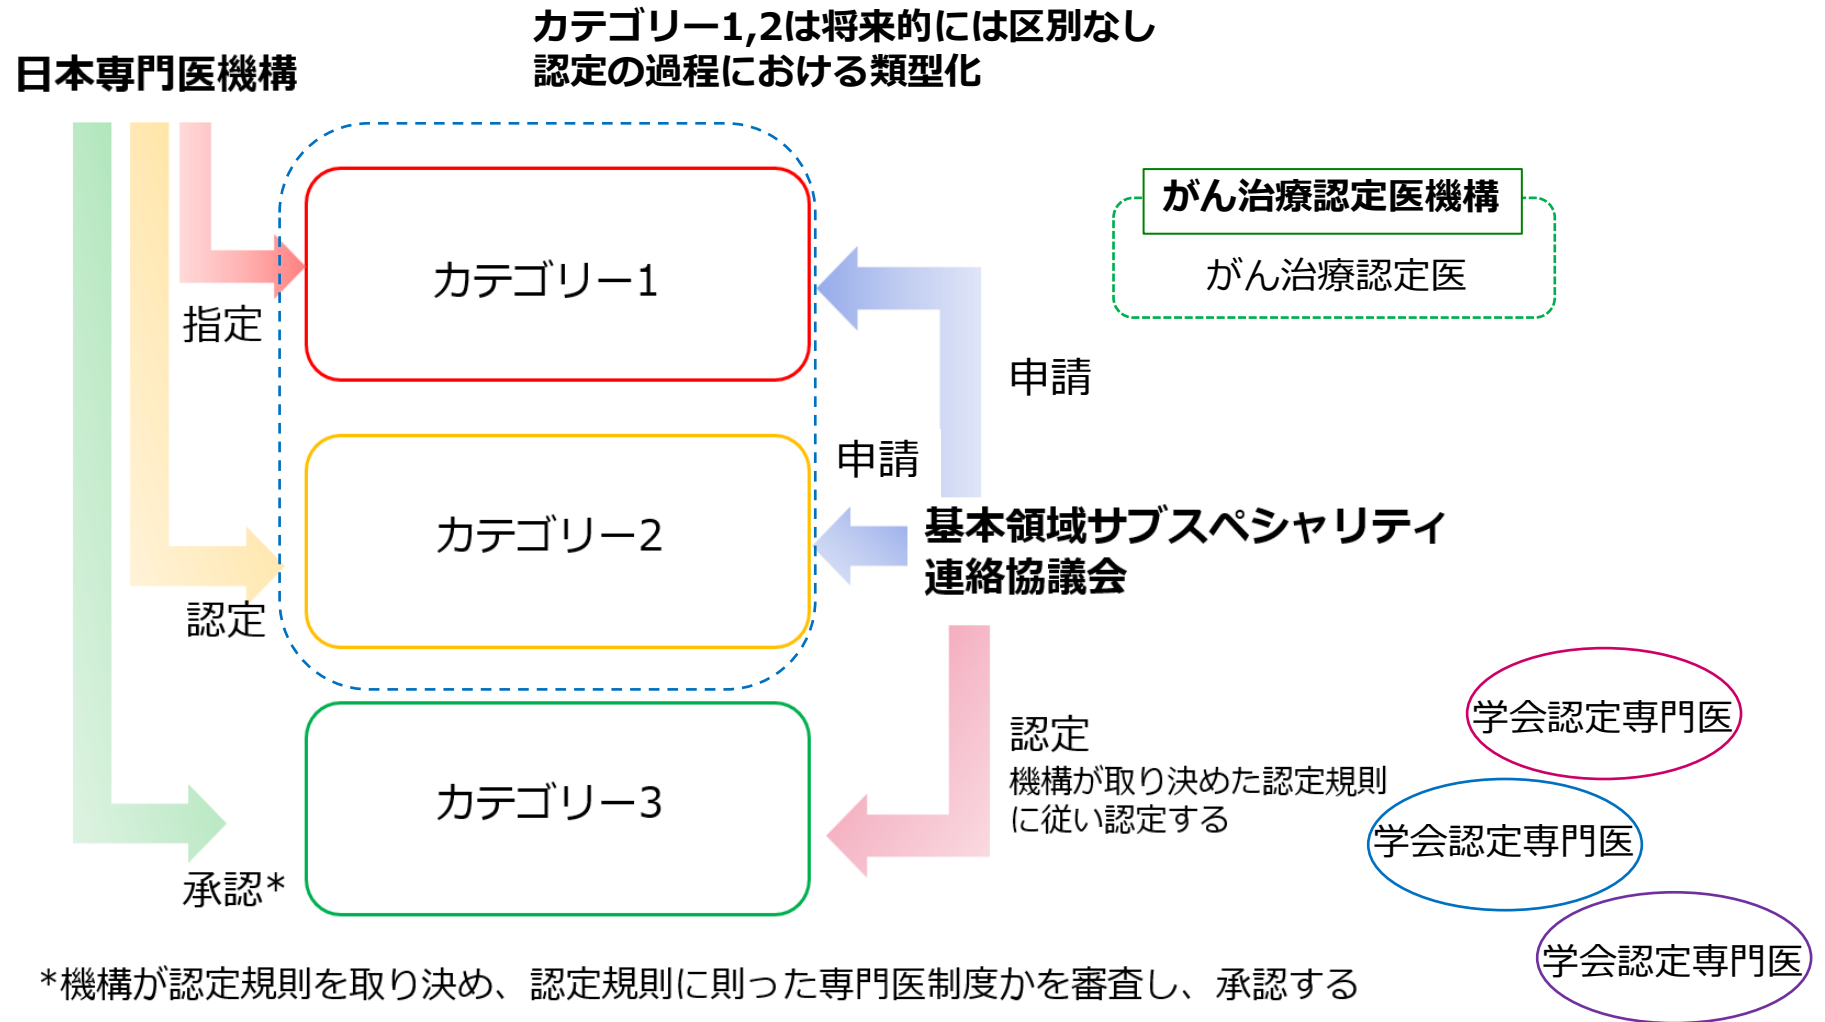 カテゴリー1,2は将来的には区別なし
認定の過程における類型化
日本専門医機構
カテゴリー1
指定
がん治療認定医機構
がん治療認定医
申請
申請
カテゴリー2
認定
基本領域サブスペシャリティ
連絡協議会
カテゴリー3
承認*
認定
機構が取り決めた認定規則
に従い認定する
学会認定専門医
学会認定専門医
学会認定専門医
*機構が認定規則を取り決め、認定規則に則った専門医制度かを審査し、承認する